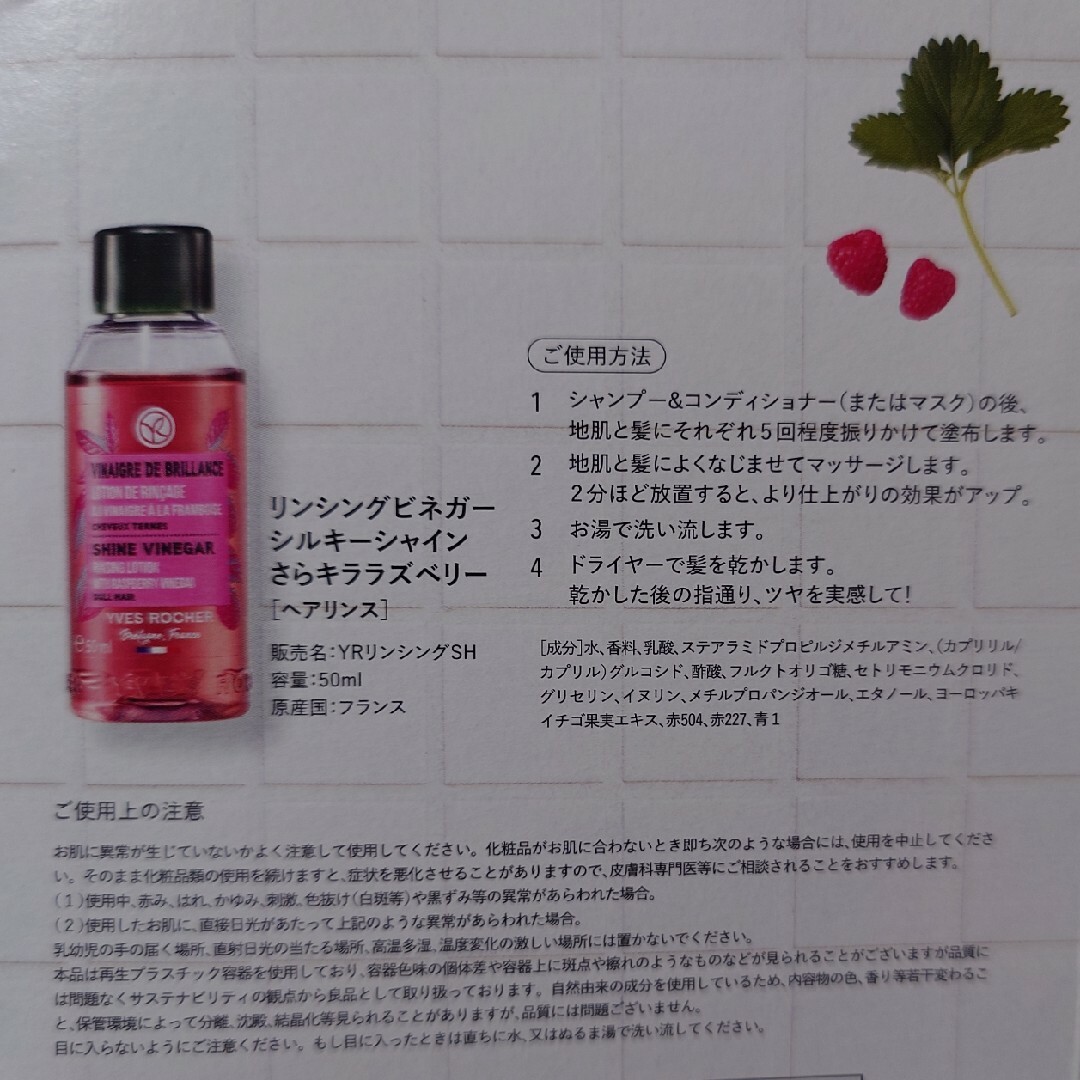 VINAIGRE DE BRILLANCE
LOTION DE RINÇAGE
AU VINAIGRE A LA FRAMBOISE
CHEVEUX TERNES
SHINE VINEGAR
RINSING LOTION
WITH RASPBERRY VINEGAR
DULL HAIR
YVES ROCHER
Bretagne, France
℮50ml
リンシングビネガー
シルキーシャイン
さらキララズベリー
[ヘアリンス]
販売名:YRリンシングSH
容量:50ml
原産国:フランス
ご使用方法
1 シャンプー&コンディショナー(またはマスク)の後、
地肌と髪にそれぞれ5回程度振りかけて塗布します。
2 地肌と髪によくなじませてマッサージします。
2分ほど放置すると、より仕上がりの効果がアップ。
3 お湯で洗い流します。
4 ドライヤーで髪を乾かします。
乾かした後の指通り、ツヤを実感して!
[成分]水、香料、乳酸、ステアラミドプロピルジメチルアミン、(カプリリル/
カプリル)グルコシド、酢酸、フルクトオリゴ糖、セトリモニウムクロリド、
グリセリン、イヌリン、メチルプロパンジオール、エタノール、ヨーロッパキ
イチゴ果実エキス、赤504、赤227、青1
ご使用上の注意
お肌に異常が生じていないかよく注意して使用してください。化粧品がお肌に合わないとき即ち次のような場合には、使用を中止してくださ
い。そのまま化粧品類の使用を続けますと、症状を悪化させることがありますので、皮膚科専門医等にご相談されることをおすすめします。
(1)使用中、赤み、はれ、かゆみ、刺激、色抜け(白斑等)や黒ずみ等の異常があらわれた場合。
(2)使用したお肌に、直接日光があたって上記のような異常があらわれた場合。
乳幼児の手の届く場所、直射日光の当たる場所、高温多湿、温度変化の激しい場所には置かないでください。
本品は再生プラスチック容器を使用しており、容器色味の個体差や容器上に斑点や擦れのようなものなどが見られることがございますが品質に
は問題なくサステナビリティの観点から良品として取り扱っております。自然由来の成分を使用しているため、内容物の色、香り等若干変わるこ
と、保管環境によって分離、沈殿、結晶化等見られることがありますが、品質には問題ございません。
目に入らないようにご注意ください。もし目に入ったときは直ちに水、又はぬるま湯で洗い流してください。